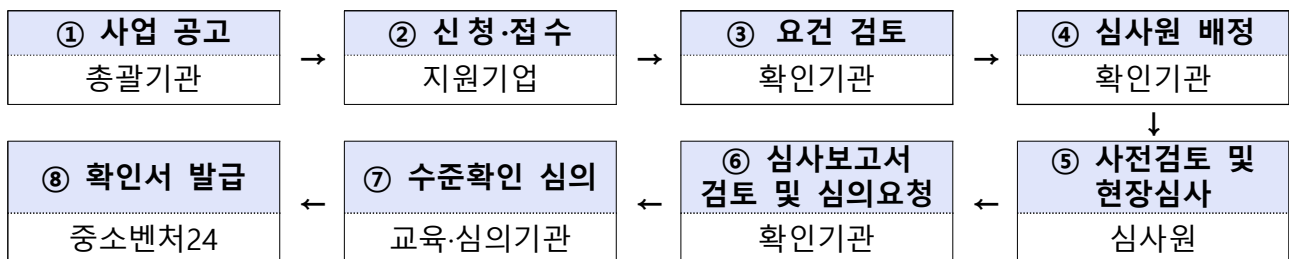 ① 사업 공고
총괄기관
→
② 신 청·접 수
지원기업
→
③ 요건 검토
확인기관
→
④ 심사원 배정
확인기관
↓
⑤ 사전검토 및
현장심사
심사원
←
⑥ 심사보고서
검토 및 심의요청
확인기관
←
⑦ 수준확인 심의
교육·심의기관
←
⑧ 확인서 발급
중소벤처24